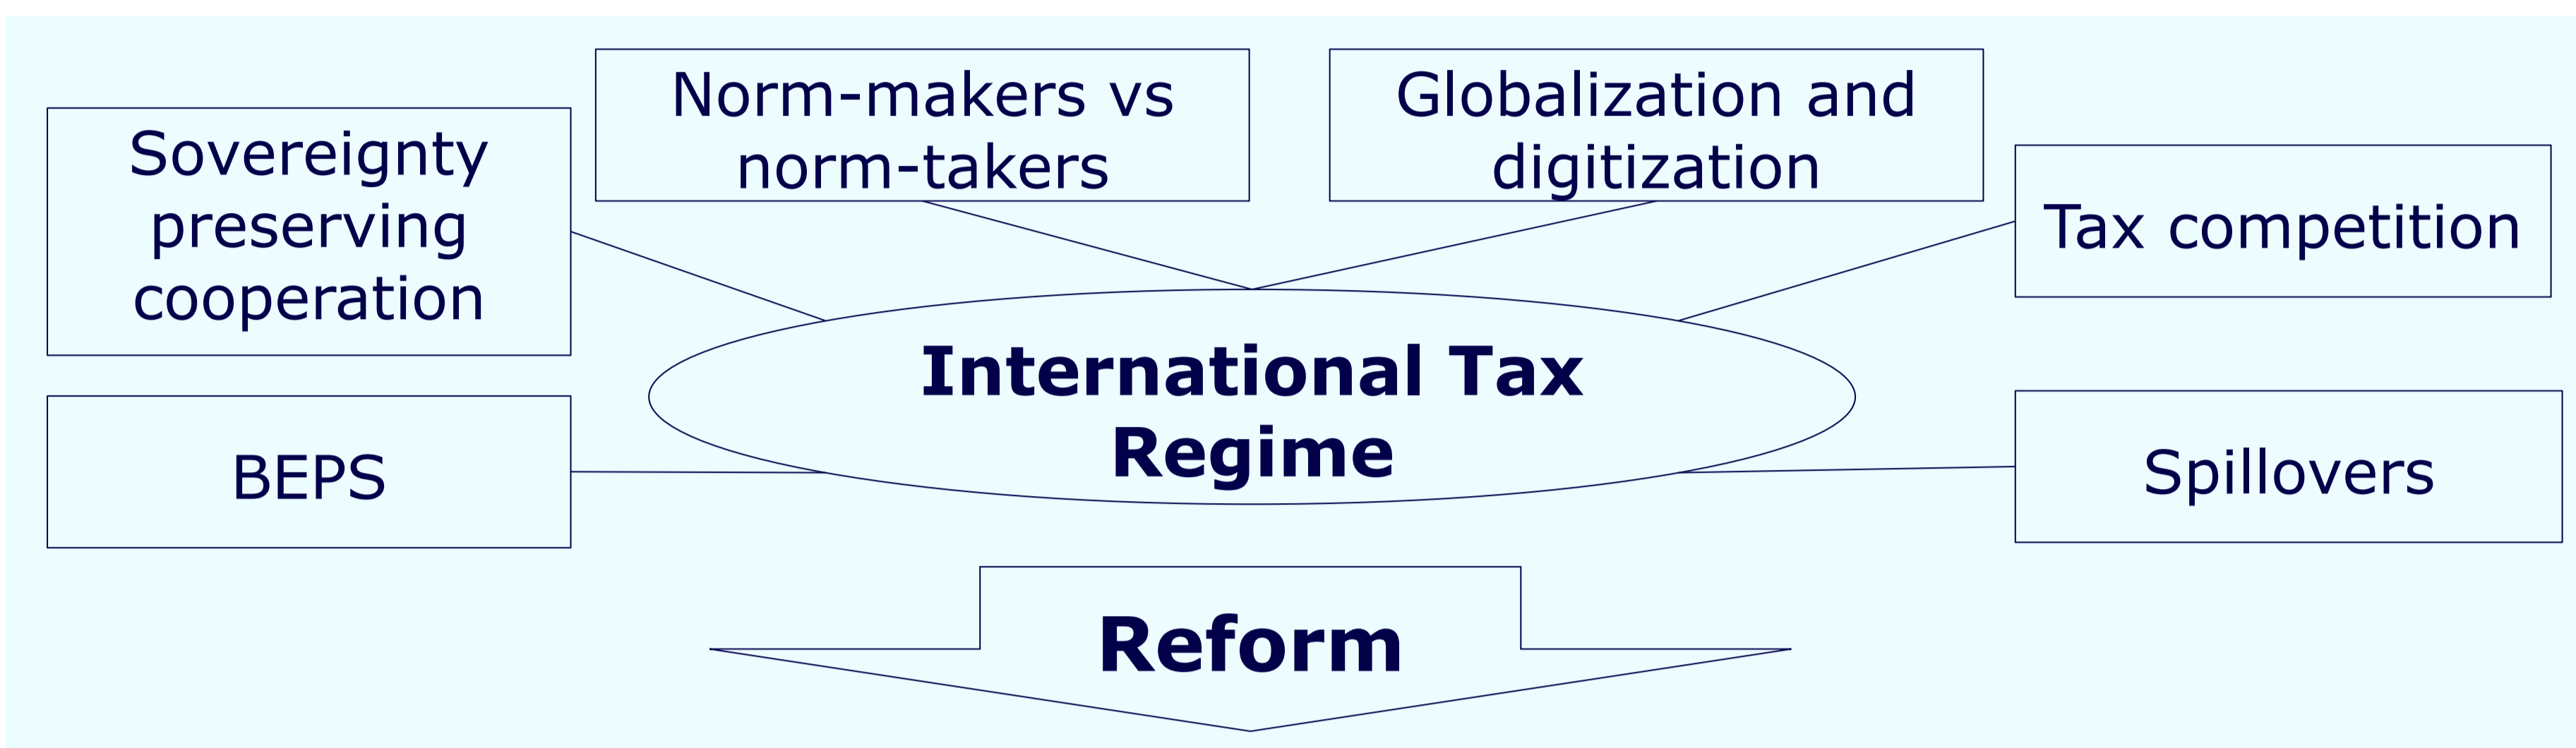 Sovereignty
preserving
cooperation
Norm-makers vs
norm-takers
Globalization and
digitization
Tax competition
International Tax
Regime
BEPS
Spillovers
Reform